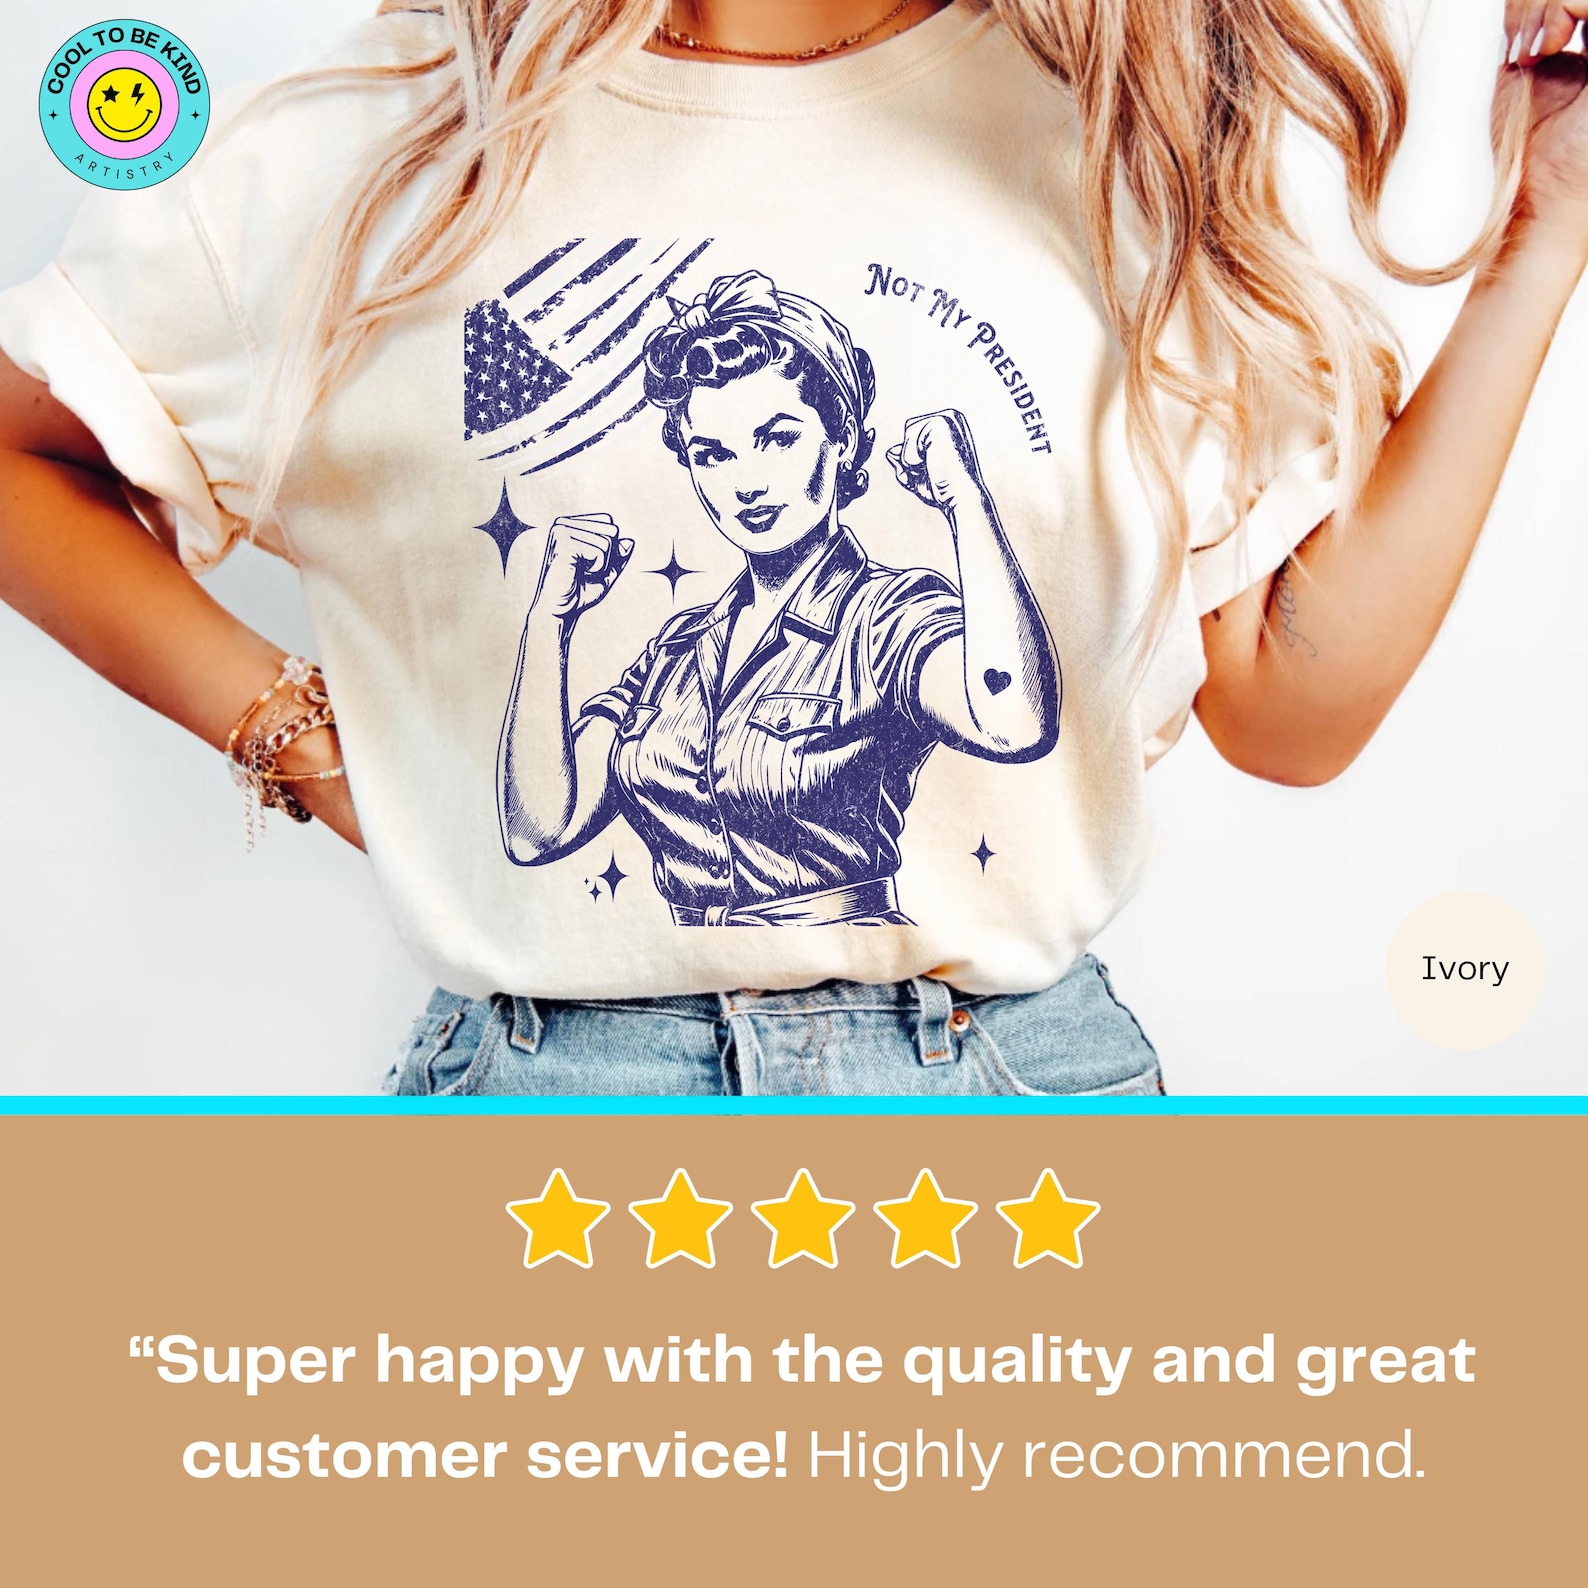 COOL TO BE KIND
ARTISTRY
NOT MY PRESIDENT
Ivory
“Super happy with the quality and great
customer service! Highly recommend.